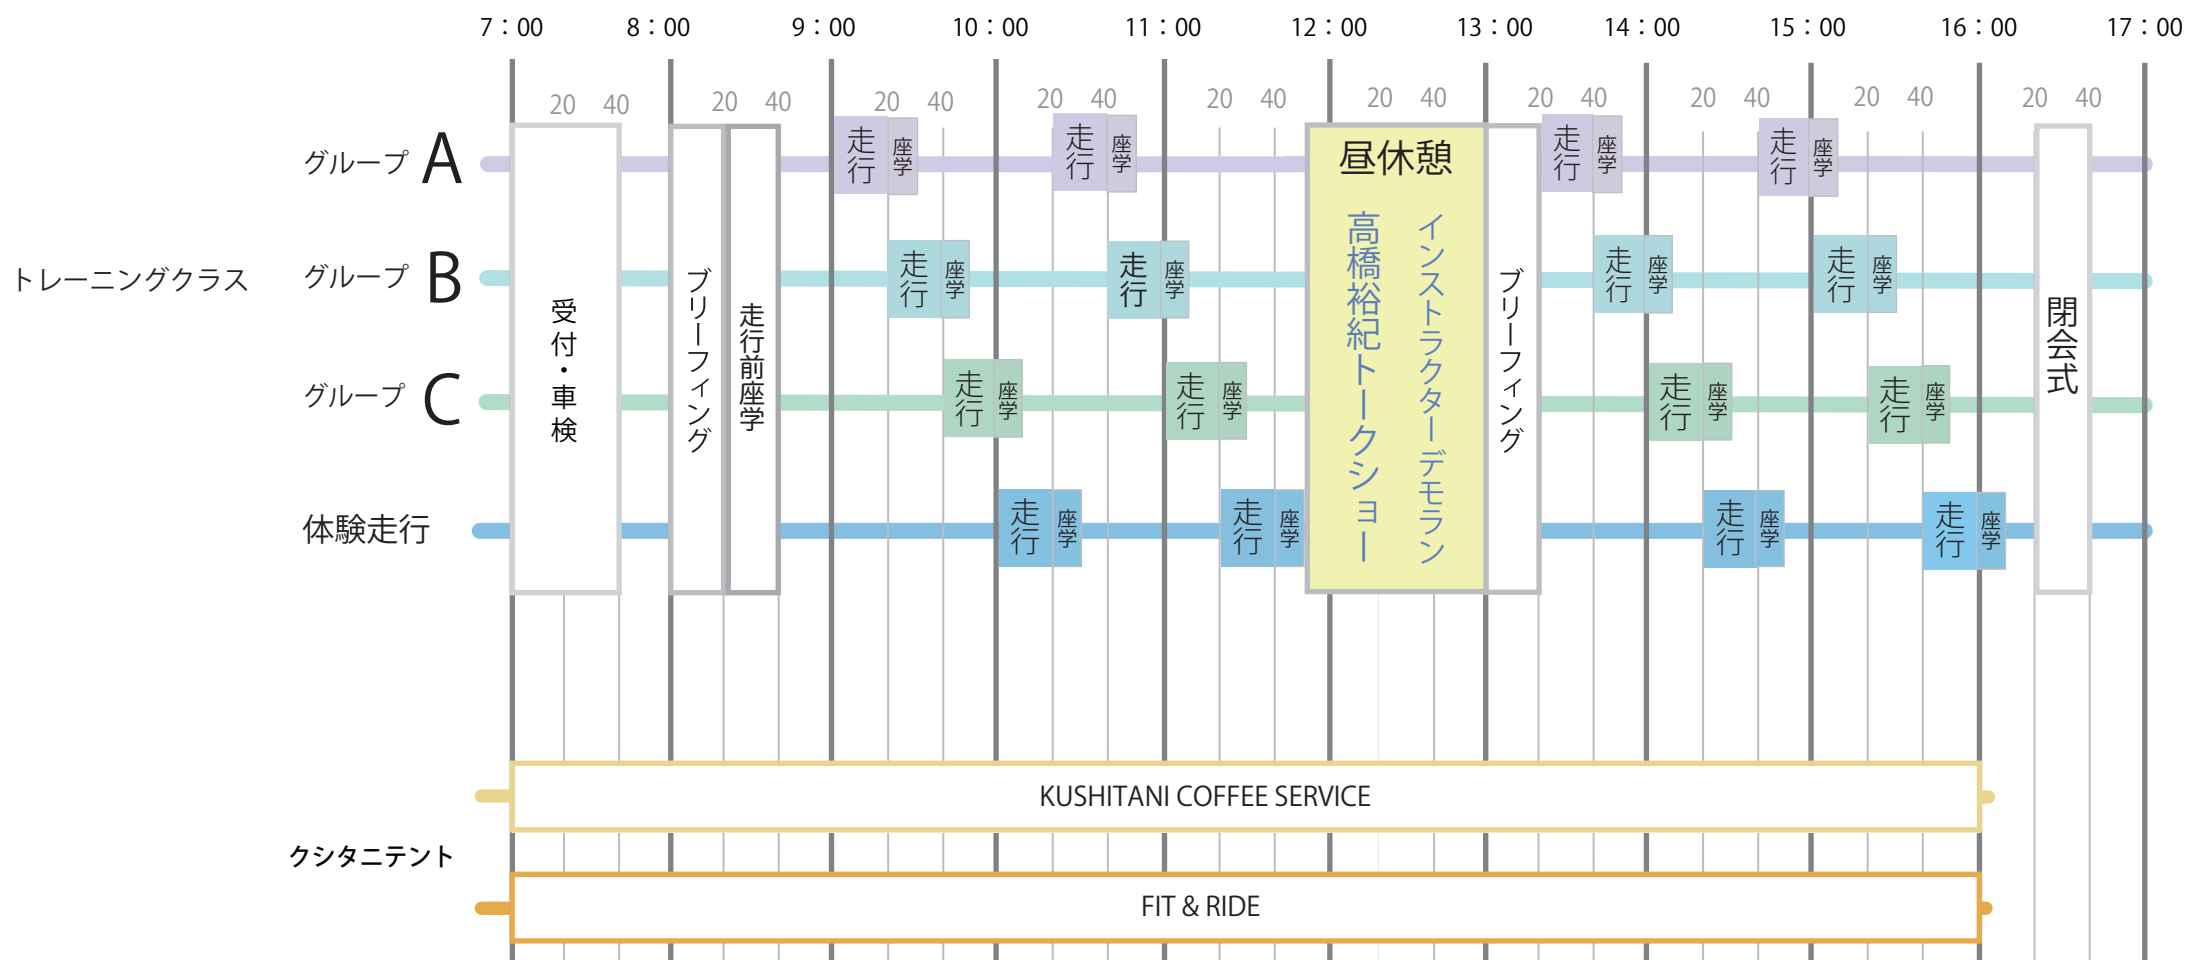 7：00 8：00 9：00 10：00 11：00 12：00 13：00 14：00 15：00 16：00 17：00
20 40 20 40 20 40 20 40 20 40 20 40 20 40 20 40 20 40 20 40
グループ A
走行 座学 走行 座学 走行 座学 走行 座学
トレーニングクラス
グループ B
走行 座学 走行 座学 走行 座学 走行 座学
グループ C
走行 座学 走行 座学 走行 座学 走行 座学
体験走行
走行 座学 走行 座学 走行 座学 走行 座学
受付・車検
ブリーフィング
走行前座学
昼休憩
高橋裕紀トークショー
インストラクターデモラン
ブリーフィング
閉会式
クシタニテント
KUSHITANI COFFEE SERVICE
FIT & RIDE